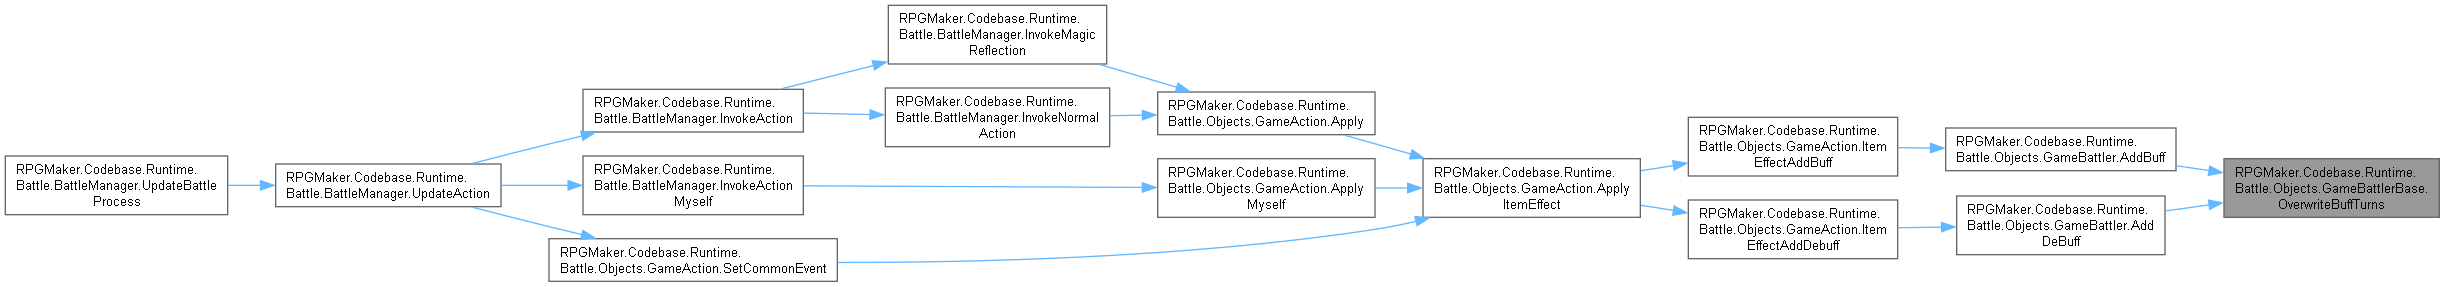 RPGMaker.Codebase.Runtime.
Battle.BattleManager.UpdateBattle
Process
RPGMaker.Codebase.Runtime.
Battle.BattleManager.UpdateAction
RPGMaker.Codebase.Runtime.
Battle.BattleManager.InvokeAction
RPGMaker.Codebase.Runtime.
Battle.BattleManager.InvokeAction
Myself
RPGMaker.Codebase.Runtime.
Battle.Objects.GameAction.SetCommonEvent
RPGMaker.Codebase.Runtime.
Battle.BattleManager.InvokeMagic
Reflection
RPGMaker.Codebase.Runtime.
Battle.BattleManager.InvokeNormal
Action
RPGMaker.Codebase.Runtime.
Battle.Objects.GameAction.Apply
RPGMaker.Codebase.Runtime.
Battle.Objects.GameAction.Apply
Myself
RPGMaker.Codebase.Runtime.
Battle.Objects.GameAction.Apply
ItemEffect
RPGMaker.Codebase.Runtime.
Battle.Objects.GameAction.Item
EffectAddBuff
RPGMaker.Codebase.Runtime.
Battle.Objects.GameAction.Item
EffectAddDebuff
RPGMaker.Codebase.Runtime.
Battle.Objects.GameBattler.AddBuff
RPGMaker.Codebase.Runtime.
Battle.Objects.GameBattler.Add
DeBuff
RPGMaker.Codebase.Runtime.
Battle.Objects.GameBattlerBase.
OverwriteBuffTurns